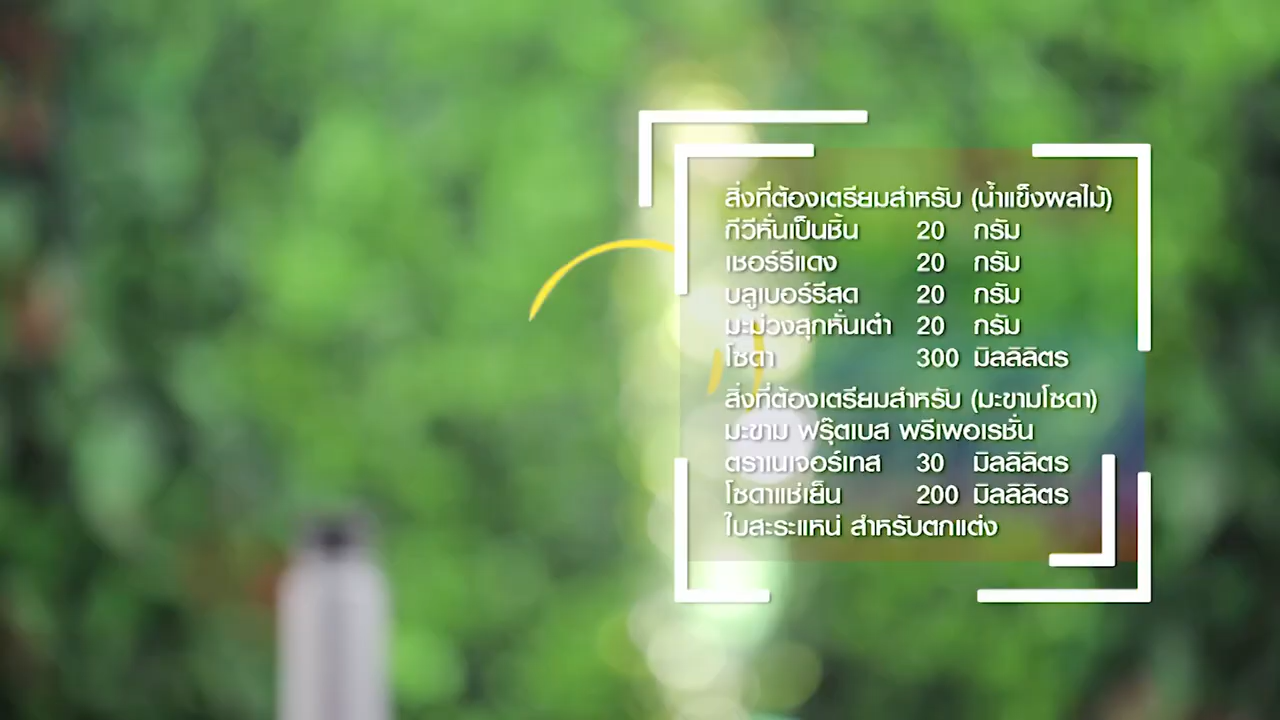 สิ่งที่ต้องเตรียมสำหรับ (น้ำแข็งผลไม้)
กีวีหั่นเป็นชิ้น 20 กรัม
เชอร์รีแดง 20 กรัม
บลูเบอร์รีสด 20 กรัม
มะม่วงสุกหั่นเต๋า 20 กรัม
โซดา 300 มิลลิลิตร
สิ่งที่ต้องเตรียมสำหรับ (มะขามโซดา)
มะขาม ฟรุ๊ตเบส พรีเพอเรชั่น
ตราเนเจอร์เทส 30 มิลลิลิตร
โซดาแช่เย็น 200 มิลลิลิตร
ใบสะระแหน่ สำหรับตกแต่ง